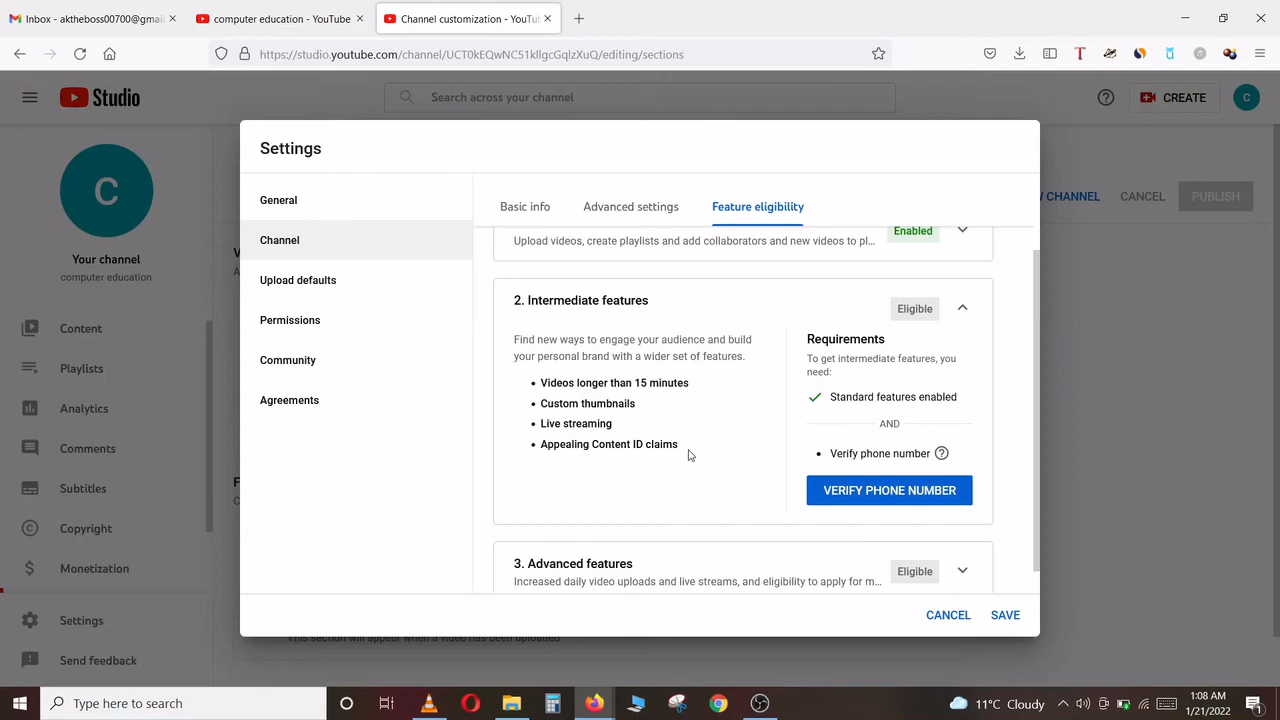 Inbox - aktheboss00700@gmai
computer education - YouTube
Channel customization - YouTu
https://studio.youtube.com/channel/UCT0kEQwNC51kllgcGqlzXuQ/editing/sections
Studio
Search across your channel
CREATE
C
C
Your channel
computer education
Content
Playlists
Analytics
Comments
Subtitles
Copyright
Monetization
Settings
Send feedback
CHANNEL
CANCEL
PUBLISH
Settings
General
Channel
Upload defaults
Permissions
Community
Agreements
Basic info
Advanced settings
Feature eligibility
Upload videos, create playlists and add collaborators and new videos to pl...
Enabled
2. Intermediate features
Eligible
Find new ways to engage your audience and build
your personal brand with a wider set of features.
• Videos longer than 15 minutes
• Custom thumbnails
• Live streaming
• Appealing Content ID claims
Requirements
To get intermediate features, you
need:
Standard features enabled
AND
• Verify phone number
VERIFY PHONE NUMBER
3. Advanced features
Increased daily video uploads and live streams, and eligibility to apply for m...
Eligible
CANCEL
SAVE
This section will appear when a video has been uploaded
Type here to search
11°C Cloudy
1:08 AM
1/21/2022